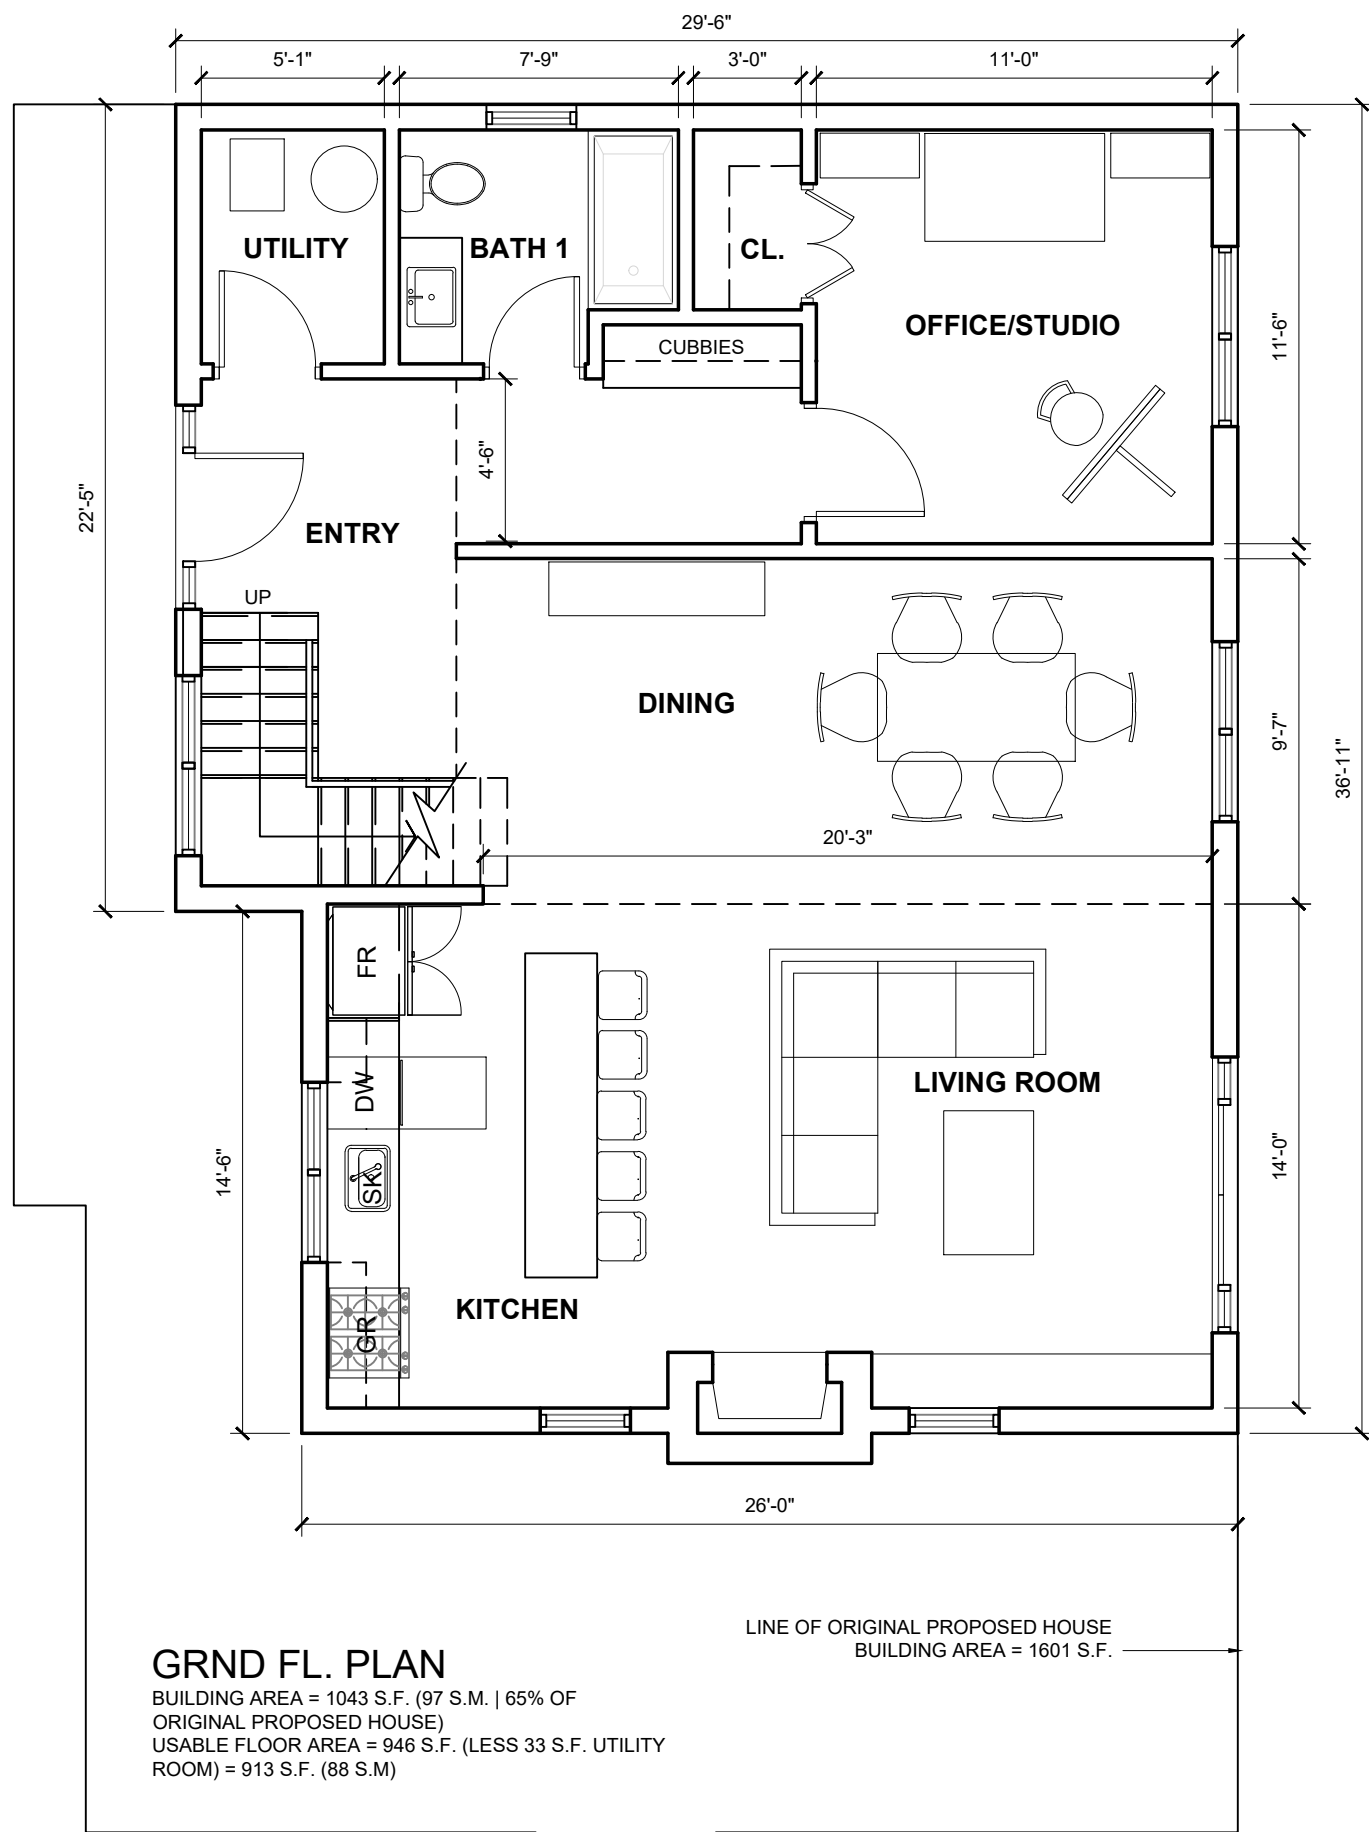 29'-6"
5'-1"
7'-9"
3'-0"
11'-0"
UTILITY
BATH 1
CL.
OFFICE/STUDIO
CUBBIES
11'-6"
4'-6"
22'-5"
ENTRY
UP
DINING
9'-7"
36'-11"
20'-3"
FR
DW
LIVING ROOM
SK
14'-6"
14'-0"
GR
KITCHEN
26'-0"
LINE OF ORIGINAL PROPOSED HOUSE
BUILDING AREA = 1601 S.F.
GRND FL. PLAN
BUILDING AREA = 1043 S.F. (97 S.M. | 65% OF
ORIGINAL PROPOSED HOUSE)
USABLE FLOOR AREA = 946 S.F. (LESS 33 S.F. UTILITY
ROOM) = 913 S.F. (88 S.M)